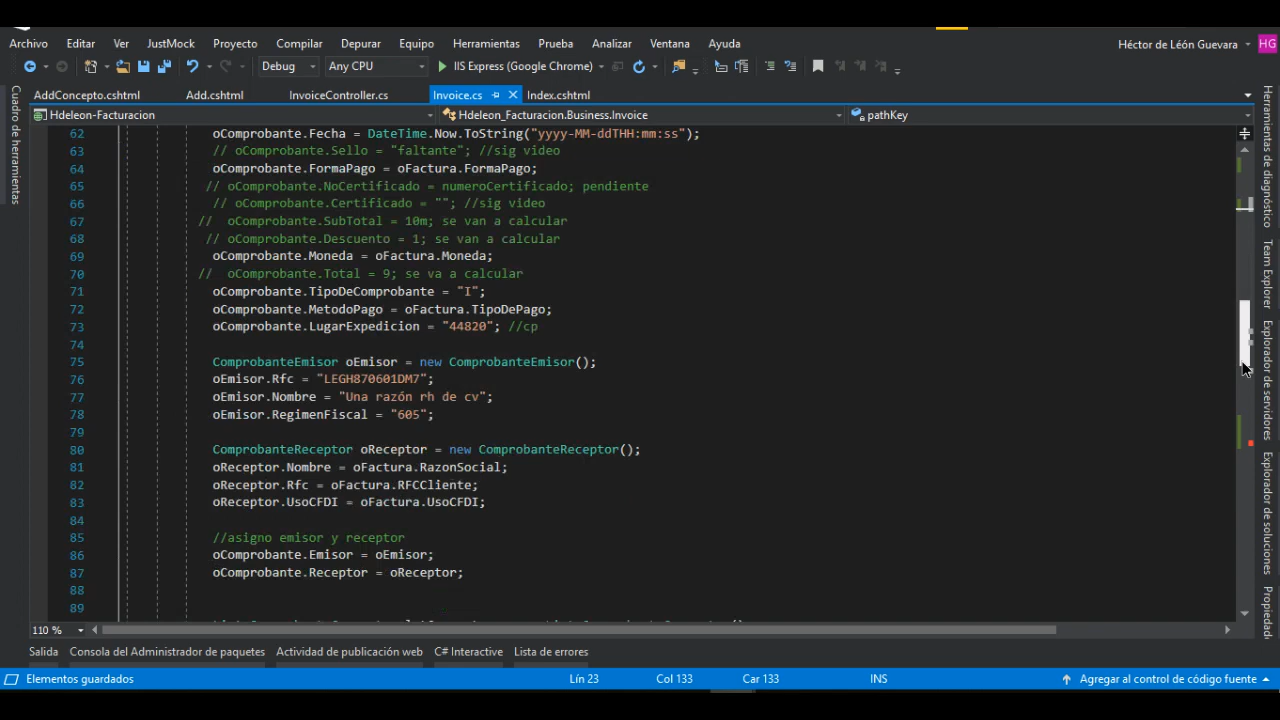 Archivo Editar Ver JustMock Proyecto Compilar Depurar Equipo Herramientas Prueba Analizar Ventana Ayuda Héctor de León Guevara HG
Debug Any CPU IIS Express (Google Chrome)
AddConcepto.cshtml Add.cshtml InvoiceController.cs Invoice.cs Index.cshtml
Hdeleon-Facturacion Hdeleon_Facturacion.Business.Invoice pathKey
62 oComprobante.Fecha = DateTime.Now.ToString("yyyy-MM-ddTHH:mm:ss");
63 // oComprobante.Sello = "faltante"; //sig video
64 oComprobante.FormaPago = oFactura.FormaPago;
65 // oComprobante.NoCertificado = numeroCertificado; pendiente
66 // oComprobante.Certificado = ""; //sig video
67 // oComprobante.SubTotal = 10m; se van a calcular
68 // oComprobante.Descuento = 1; se van a calcular
69 oComprobante.Moneda = oFactura.Moneda;
70 // oComprobante.Total = 9; se va a calcular
71 oComprobante.TipoDeComprobante = "I";
72 oComprobante.MetodoPago = oFactura.TipoDePago;
73 oComprobante.LugarExpedicion = "44820"; //cp
74
75 ComprobanteEmisor oEmisor = new ComprobanteEmisor();
76 oEmisor.Rfc = "LEGH870601DM7";
77 oEmisor.Nombre = "Una razón rh de cv";
78 oEmisor.RegimenFiscal = "605";
79
80 ComprobanteReceptor oReceptor = new ComprobanteReceptor();
81 oReceptor.Nombre = oFactura.RazonSocial;
82 oReceptor.Rfc = oFactura.RFCCliente;
83 oReceptor.UsoCFDI = oFactura.UsoCFDI;
84
85 //asigno emisor y receptor
86 oComprobante.Emisor = oEmisor;
87 oComprobante.Receptor = oReceptor;
88
89
110 %
Salida Consola del Administrador de paquetes Actividad de publicación web C# Interactive Lista de errores
Elementos guardados Lín 23 Col 133 Car 133 INS Agregar al control de código fuente
Cuadro de herramientas
Herramientas de diagnóstico
Team Explorer
Explorador de servidores
Explorador de soluciones